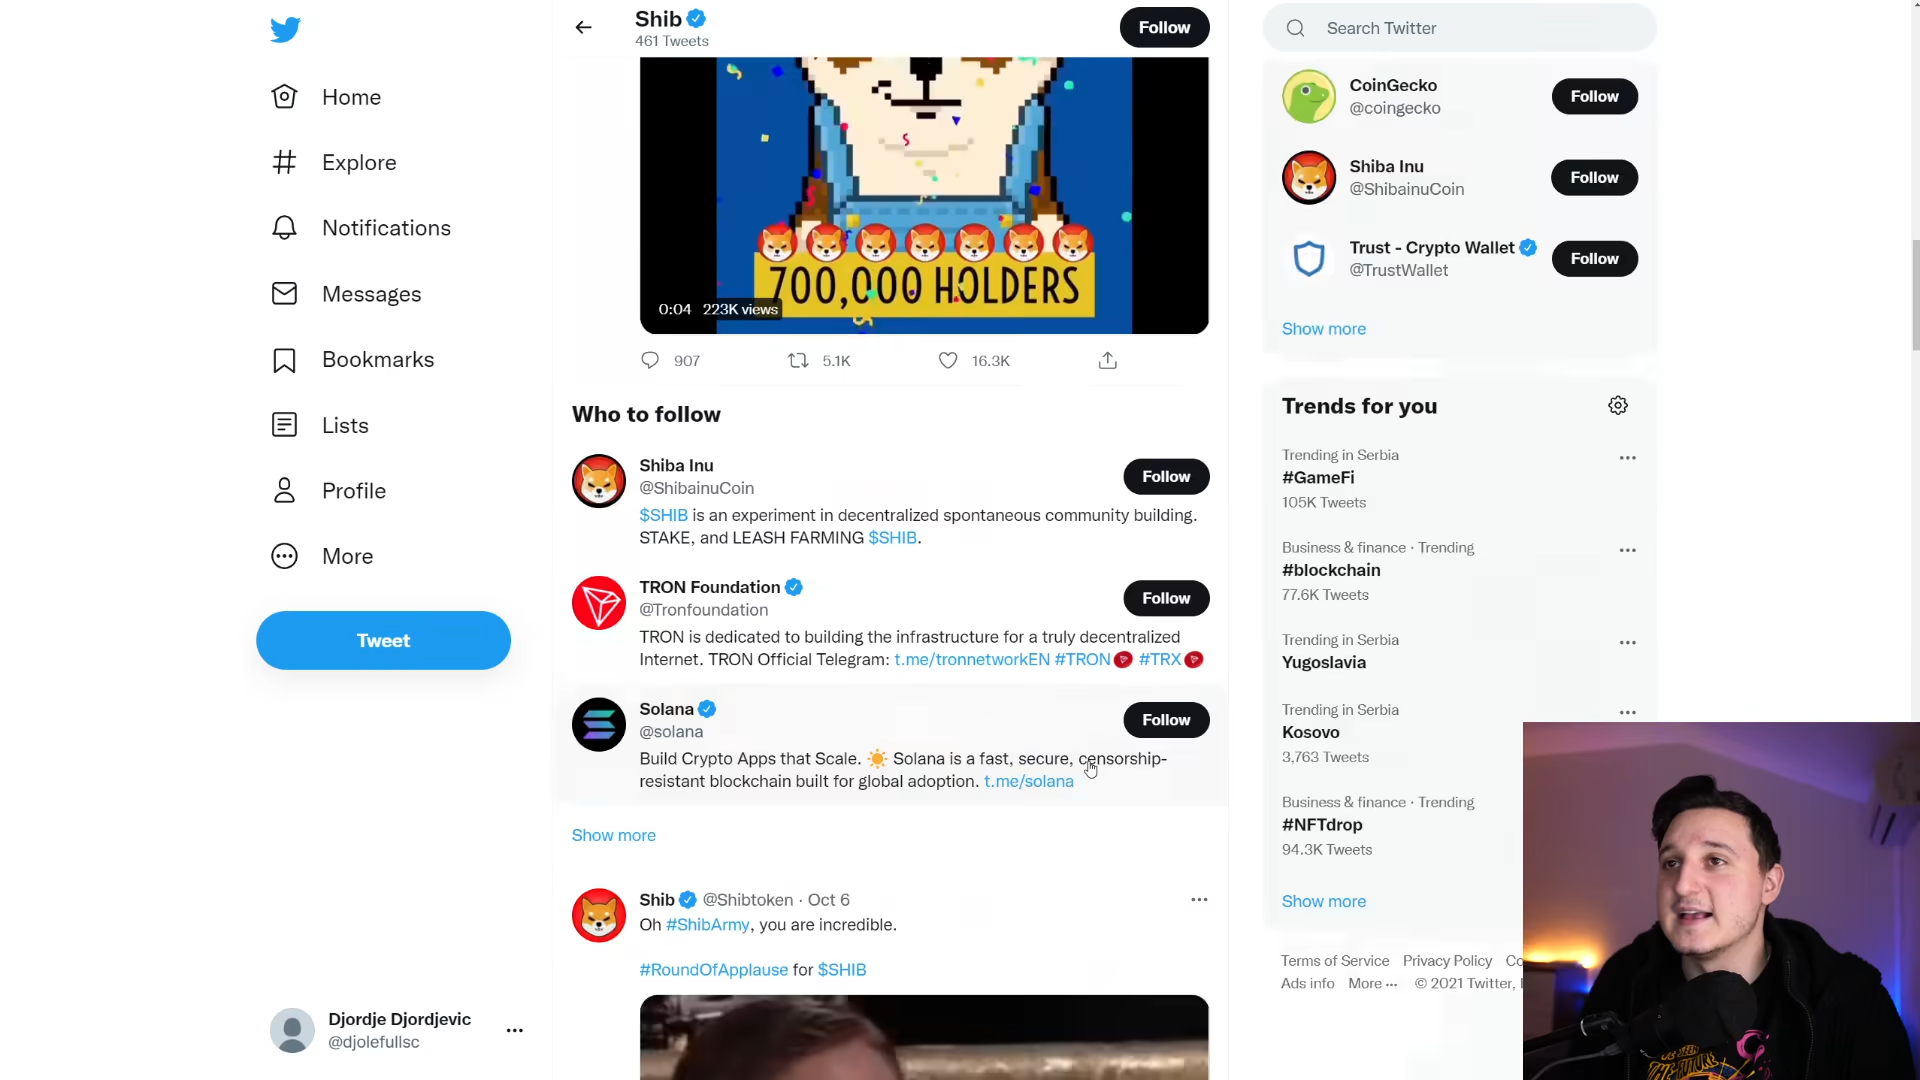 Home
Explore
Notifications
Messages
Bookmarks
Lists
Profile
More
Tweet
Djordje Djordjevic
@djolefullsc
Shib
461 Tweets
Follow
700,000 HOLDERS
0:04 223K views
907 5.1K 16.3K
Who to follow
Shiba Inu
@ShibainuCoin
Follow
$SHIB is an experiment in decentralized spontaneous community building.
STAKE, and LEASH FARMING $SHIB.
TRON Foundation
@Tronfoundation
Follow
TRON is dedicated to building the infrastructure for a truly decentralized
Internet. TRON Official Telegram: t.me/tronnetworkEN #TRON #TRX
Solana
@solana
Follow
Build Crypto Apps that Scale. ☀️ Solana is a fast, secure, censorship-
resistant blockchain built for global adoption. t.me/solana
Show more
Shib @Shibtoken · Oct 6
Oh #ShibArmy, you are incredible.
#RoundOfApplause for $SHIB
Search Twitter
CoinGecko
@coingecko
Follow
Shiba Inu
@ShibainuCoin
Follow
Trust - Crypto Wallet
@TrustWallet
Follow
Show more
Trends for you
Trending in Serbia
#GameFi
105K Tweets
Business & finance · Trending
#blockchain
77.6K Tweets
Trending in Serbia
Yugoslavia
Trending in Serbia
Kosovo
3,763 Tweets
Business & finance · Trending
#NFTdrop
94.3K Tweets
Show more
Terms of Service Privacy Policy Co
Ads info More ··· © 2021 Twitter,